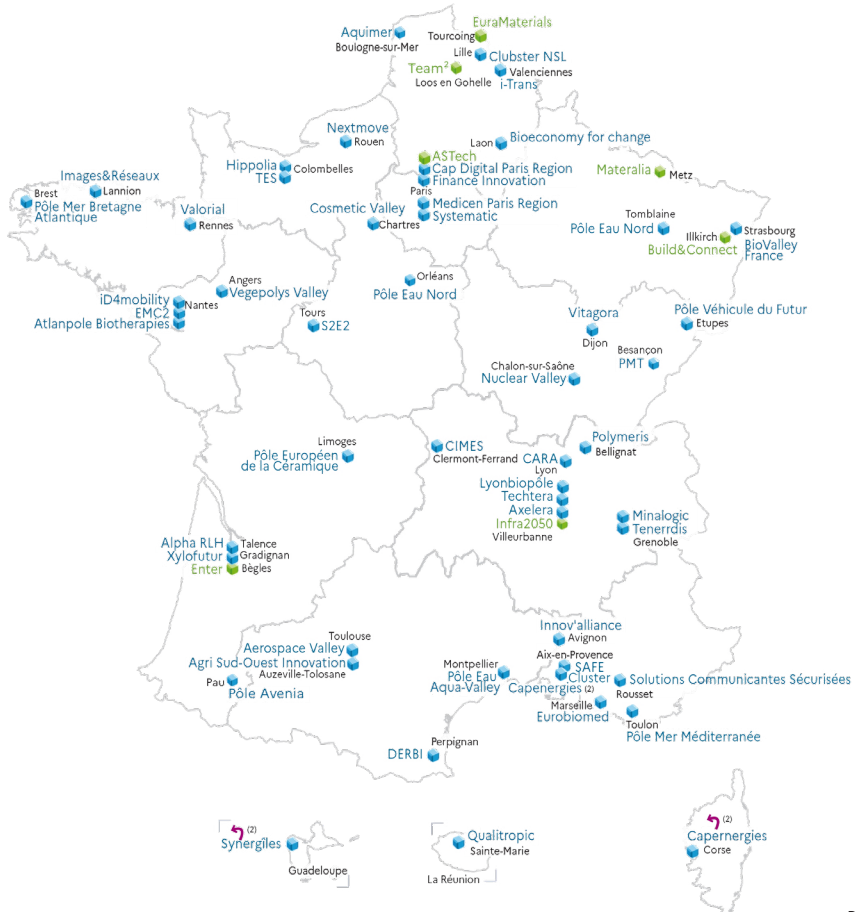 EuraMaterials
Aquimer
Tourcoing
Boulogne-sur-Mer
Lille
Clubster NSL
Team²
Valenciennes
Loos en Gohelle
i-Trans
Nextmove
Rouen
Laon
Bioeconomy for change
ASTech
Hippolia
Colombelles
Cap Digital Paris Region
TES
Finance Innovation
Paris
Materalia
Metz
Images&Réseaux
Lannion
Brest
Pôle Mer Bretagne
Atlantique
Valorial
Rennes
Cosmetic Valley
Chartres
Medicen Paris Region
Systematic
Tomblaine
Pôle Eau Nord
Illkirch
Strasbourg
Build&Connect
BioValley
France
Angers
Vegepolys Valley
Orléans
Pôle Eau Nord
iD4mobility
Nantes
EMC2
Atlanpole Biotherapies
Tours
S2E2
Vitagora
Dijon
Pôle Véhicule du Futur
Etupes
Besançon
PMT
Chalon-sur-Saône
Nuclear Valley
Limoges
Pôle Européen
de la Céramique
CIMES
Clermont-Ferrand
Polymeris
Bellignat
CARA
Lyon
Lyonbiopôle
Techtera
Axelera
Infra2050
Villeurbanne
Minalogic
Tenerrdis
Grenoble
Alpha RLH
Talence
Xylofutur
Gradignan
Enter
Bègles
Toulouse
Aerospace Valley
Agri Sud-Ouest Innovation
Auzeville-Tolosane
Pau
Pôle Avenia
Innov'alliance
Avignon
Aix-en-Provence
SAFE
Cluster
Montpellier
Pôle Eau
Aqua-Valley
Capenergies (2)
Solutions Communicantes Sécurisées
Rousset
Marseille
Eurobiomed
Toulon
Pôle Mer Méditerranée
Perpignan
DERBI
(2)
Synergîles
Guadeloupe
Qualitropic
Sainte-Marie
La Réunion
(2)
Capernergies
Corse